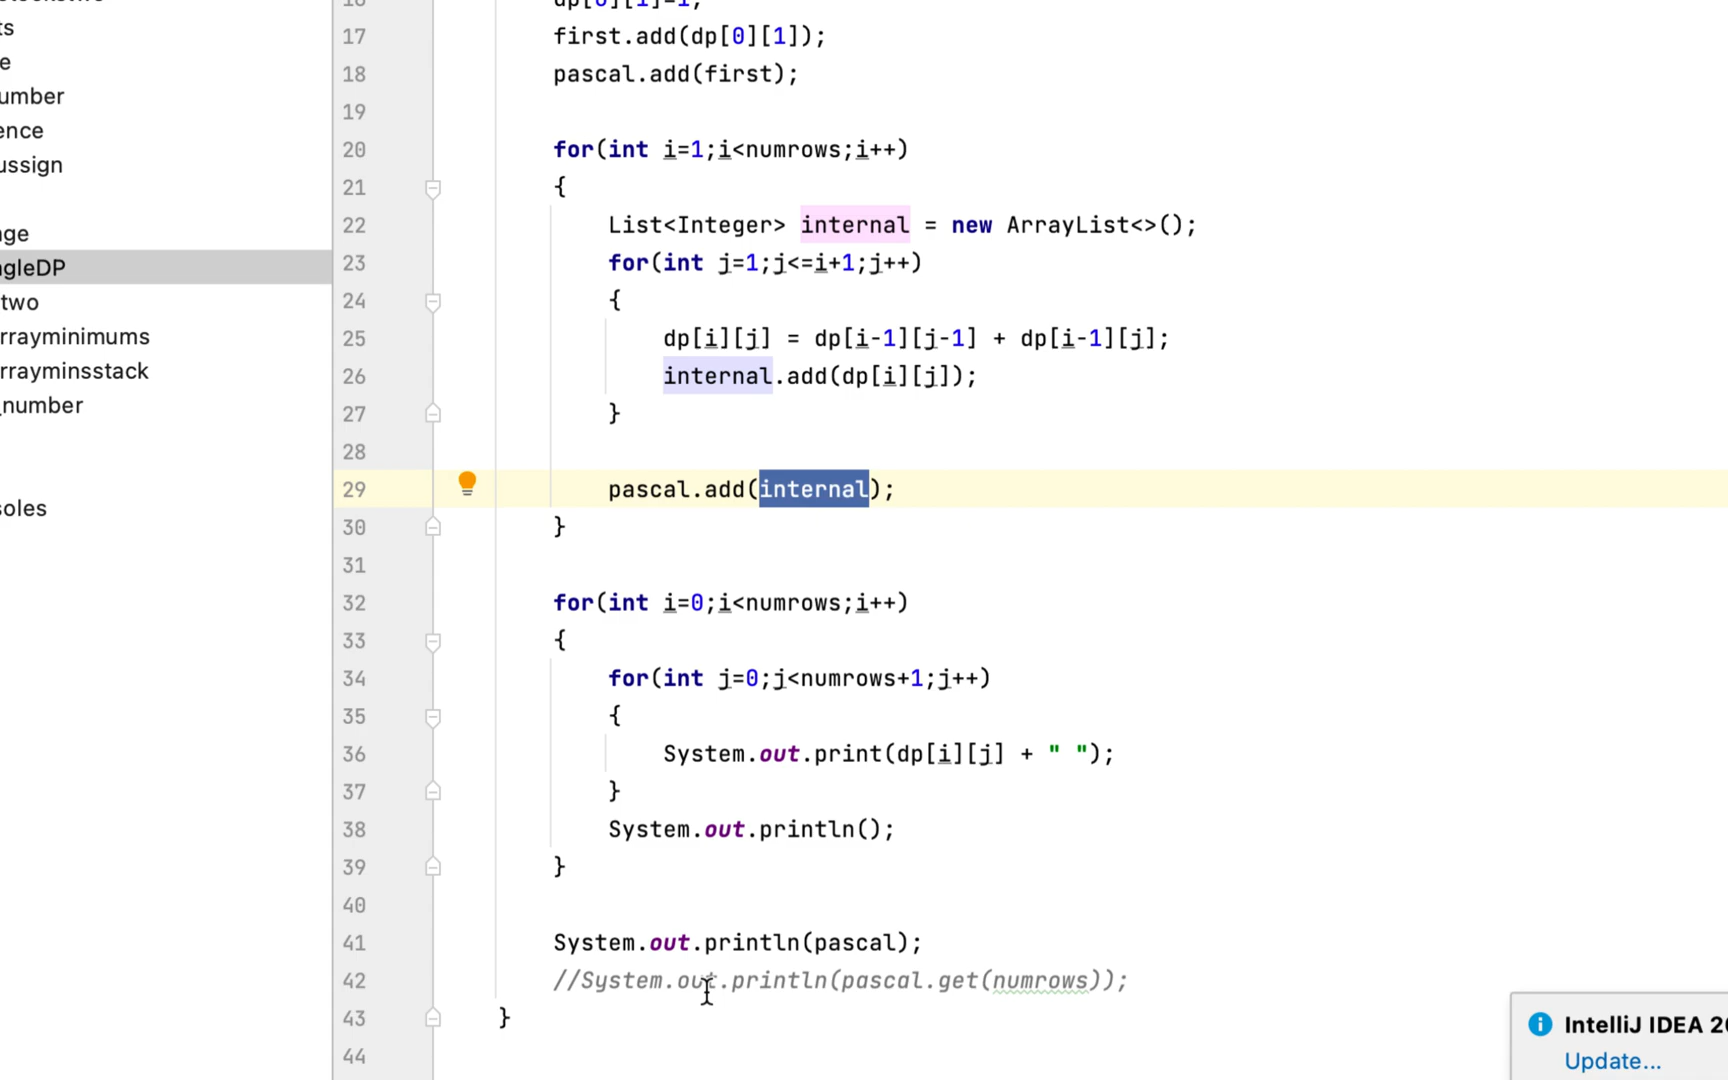 ts
e
umber
ence
ussign
age
ngleDP
two
rrayminimums
rrayminsstack
_number
soles
17 first.add(dp[0][1]);
18 pascal.add(first);
19
20 for(int i=1;i<numrows;i++)
21 {
22 List<Integer> internal = new ArrayList<>();
23 for(int j=1;j<=i+1;j++)
24 {
25 dp[i][j] = dp[i-1][j-1] + dp[i-1][j];
26 internal.add(dp[i][j]);
27 }
28
29 pascal.add(internal);
30 }
31
32 for(int i=0;i<numrows;i++)
33 {
34 for(int j=0;j<numrows+1;j++)
35 {
36 System.out.print(dp[i][j] + " ");
37 }
38 System.out.println();
39 }
40
41 System.out.println(pascal);
42 //System.out.println(pascal.get(numrows));
43 }
44
IntelliJ IDEA 20
Update...